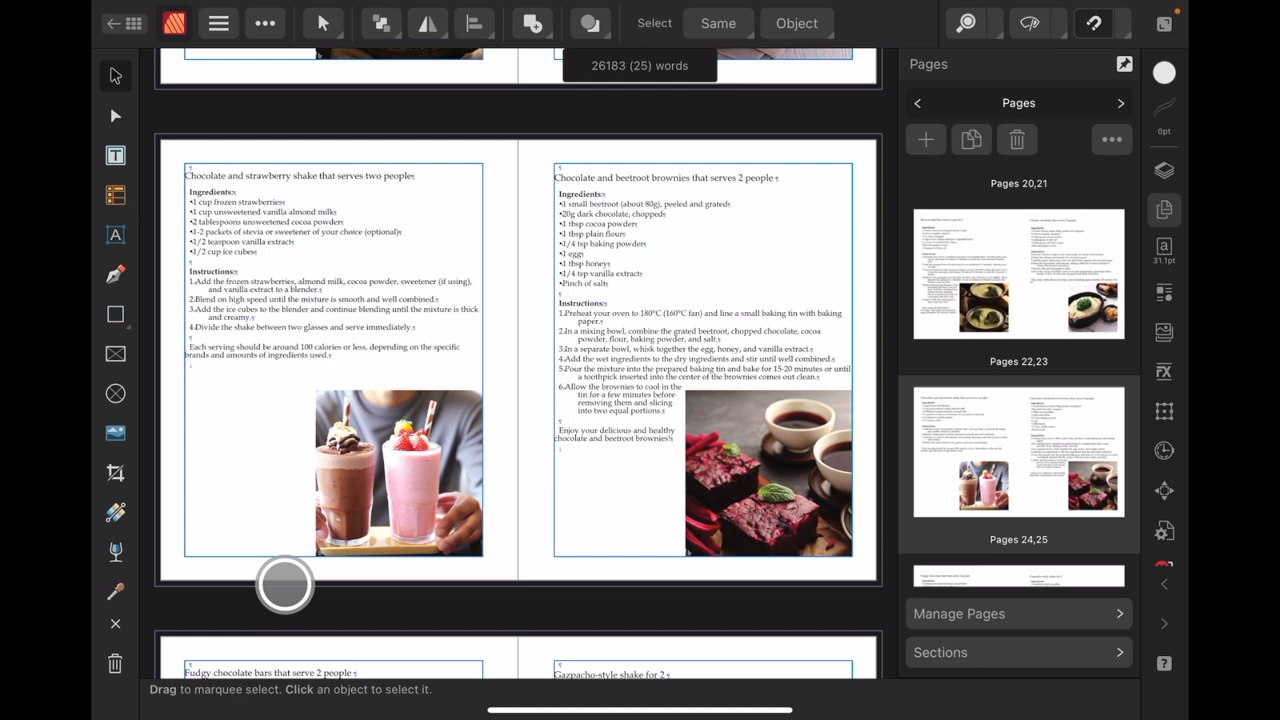 Select
Same
Object
26183 (25) words
Pages
Pages
0pt
31.1pt
Pages 20,21
Pages 22,23
Pages 24,25
Manage Pages
Sections
Chocolate and strawberry shake that serves two people¶
Ingredients:¶
•1 cup frozen strawberries¶
•1 cup unsweetened vanilla almond milk¶
•2 tablespoons unsweetened cocoa powder¶
•1-2 packets of stevia or sweetener of your choice (optional)¶
•1/2 teaspoon vanilla extract¶
•1/2 cup ice cubes¶
¶
Instructions:¶
1.Add the frozen strawberries, almond milk, cocoa powder, sweetener (if using),
and vanilla extract to a blender.¶
2.Blend on high speed until the mixture is smooth and well combined.¶
3.Add the ice cubes to the blender and continue blending until the mixture is thick
and creamy.¶
4.Divide the shake between two glasses and serve immediately.¶
¶
Each serving should be around 100 calories or less, depending on the specific
brands and amounts of ingredients used.¶
Chocolate and beetroot brownies that serves 2 people ¶
Ingredients:¶
•1 small beetroot (about 80g), peeled and grated¶
•20g dark chocolate, chopped¶
•1 tbsp cocoa powder¶
•1 tbsp plain flour¶
•1/4 tsp baking powder¶
•1 egg¶
•1 tbsp honey¶
•1/4 tsp vanilla extract¶
•Pinch of salt¶
¶
Instructions:¶
1.Preheat your oven to 180°C (160°C fan) and line a small baking tin with baking
paper.¶
2.In a mixing bowl, combine the grated beetroot, chopped chocolate, cocoa
powder, flour, baking powder, and salt.¶
3.In a separate bowl, whisk together the egg, honey, and vanilla extract.¶
4.Add the wet ingredients to the dry ingredients and stir until well combined.¶
5.Pour the mixture into the prepared baking tin and bake for 15-20 minutes or until
a toothpick inserted into the center of the brownies comes out clean.¶
6.Allow the brownies to cool in the
tin for a few minutes before
removing them and slicing
into two equal portions.¶
¶
Enjoy your delicious and healthy
chocolate and beetroot brownies!¶
Fudgy chocolate bars that serve 2 people ¶
Gazpacho-style shake for 2 ¶
Drag to marquee select. Click an object to select it.